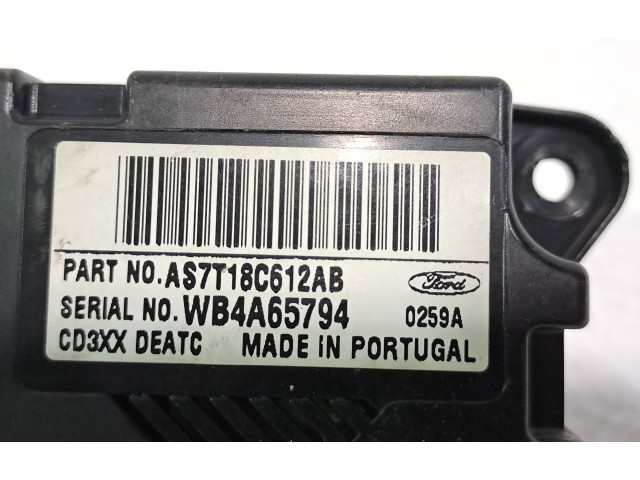 PART NO. AS7T18C612AB
Ford
SERIAL NO. WB4A65794 0259A
CD3XX DEATC MADE IN PORTUGAL